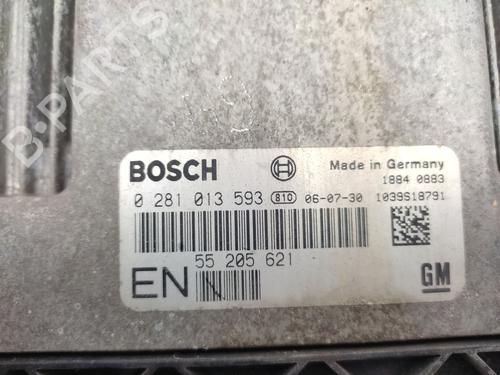 B-PARTS
BOSCH
Made in Germany
1884 0883
0 281 013 593 810 06-07-30 1039S18791
55 205 621
EN
GM